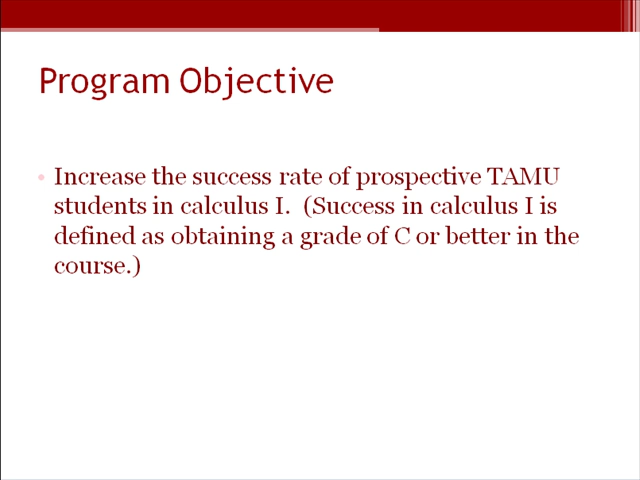 Program Objective
• Increase the success rate of prospective TAMU
students in calculus I.  (Success in calculus I is
defined as obtaining a grade of C or better in the
course.)